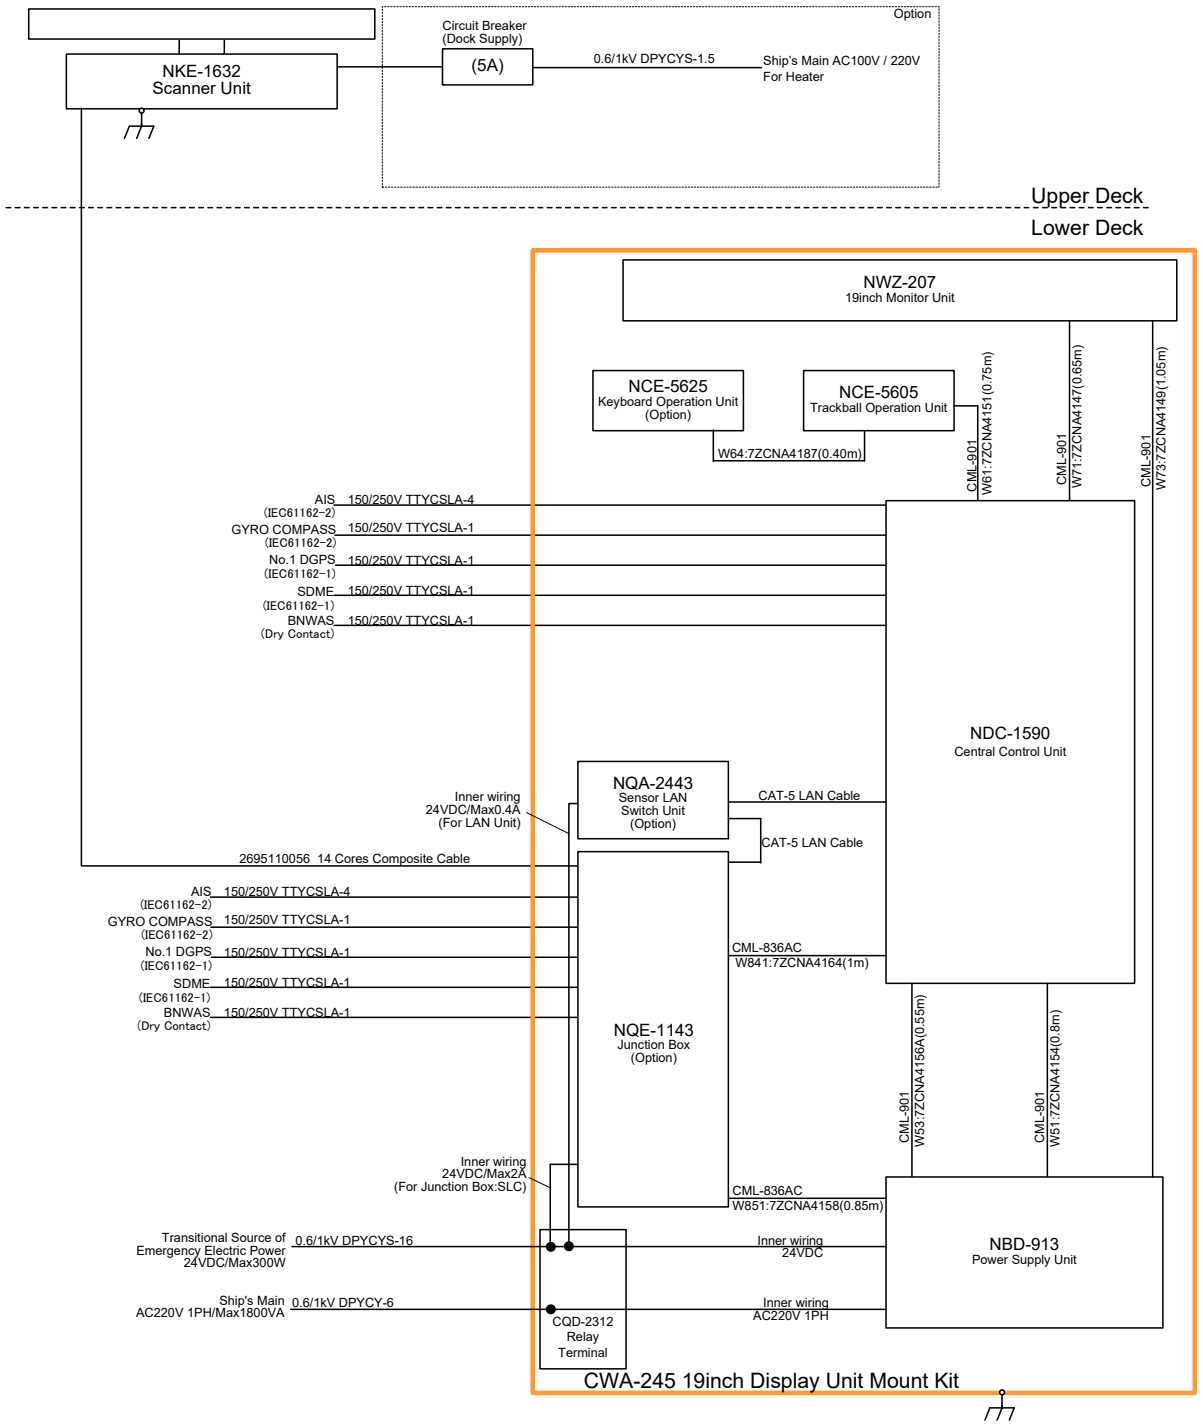 Option
Circuit Breaker
(Dock Supply)
(5A)
0.6/1kV DPYCYS-1.5
Ship's Main AC100V / 220V
For Heater
NKE-1632
Scanner Unit
Upper Deck
Lower Deck
NWZ-207
19inch Monitor Unit
NCE-5625
Keyboard Operation Unit
(Option)
NCE-5605
Trackball Operation Unit
W64:7ZCNA4187(0.40m)
CML-901
W61:7ZCNA4151(0.75m)
CML-901
W71:7ZCNA4147(0.65m)
CML-901
W73:7ZCNA4149(1.05m)
AIS 150/250V TTYCSLA-4
(IEC61162-2)
GYRO COMPASS 150/250V TTYCSLA-1
(IEC61162-2)
No.1 DGPS 150/250V TTYCSLA-1
(IEC61162-1)
SDME 150/250V TTYCSLA-1
(IEC61162-1)
BNWAS 150/250V TTYCSLA-1
(Dry Contact)
NDC-1590
Central Control Unit
NQA-2443
Sensor LAN
Switch Unit
(Option)
CAT-5 LAN Cable
CAT-5 LAN Cable
Inner wiring
24VDC/Max0.4A
(For LAN Unit)
2695110056 14 Cores Composite Cable
AIS 150/250V TTYCSLA-4
(IEC61162-2)
GYRO COMPASS 150/250V TTYCSLA-1
(IEC61162-2)
No.1 DGPS 150/250V TTYCSLA-1
(IEC61162-1)
SDME 150/250V TTYCSLA-1
(IEC61162-1)
BNWAS 150/250V TTYCSLA-1
(Dry Contact)
CML-836AC
W841:7ZCNA4164(1m)
NQE-1143
Junction Box
(Option)
CML-901
W53:7ZCNA4156A(0.55m)
CML-901
W51:7ZCNA4154(0.8m)
Inner wiring
24VDC/Max2A
(For Junction Box:SLC)
CML-836AC
W851:7ZCNA4158(0.85m)
Transitional Source of
Emergency Electric Power
24VDC/Max300W
0.6/1kV DPYCYS-16
Inner wiring
24VDC
NBD-913
Power Supply Unit
Ship's Main
AC220V 1PH/Max1800VA
0.6/1kV DPYCY-6
Inner wiring
AC220V 1PH
CQD-2312
Relay
Terminal
CWA-245 19inch Display Unit Mount Kit